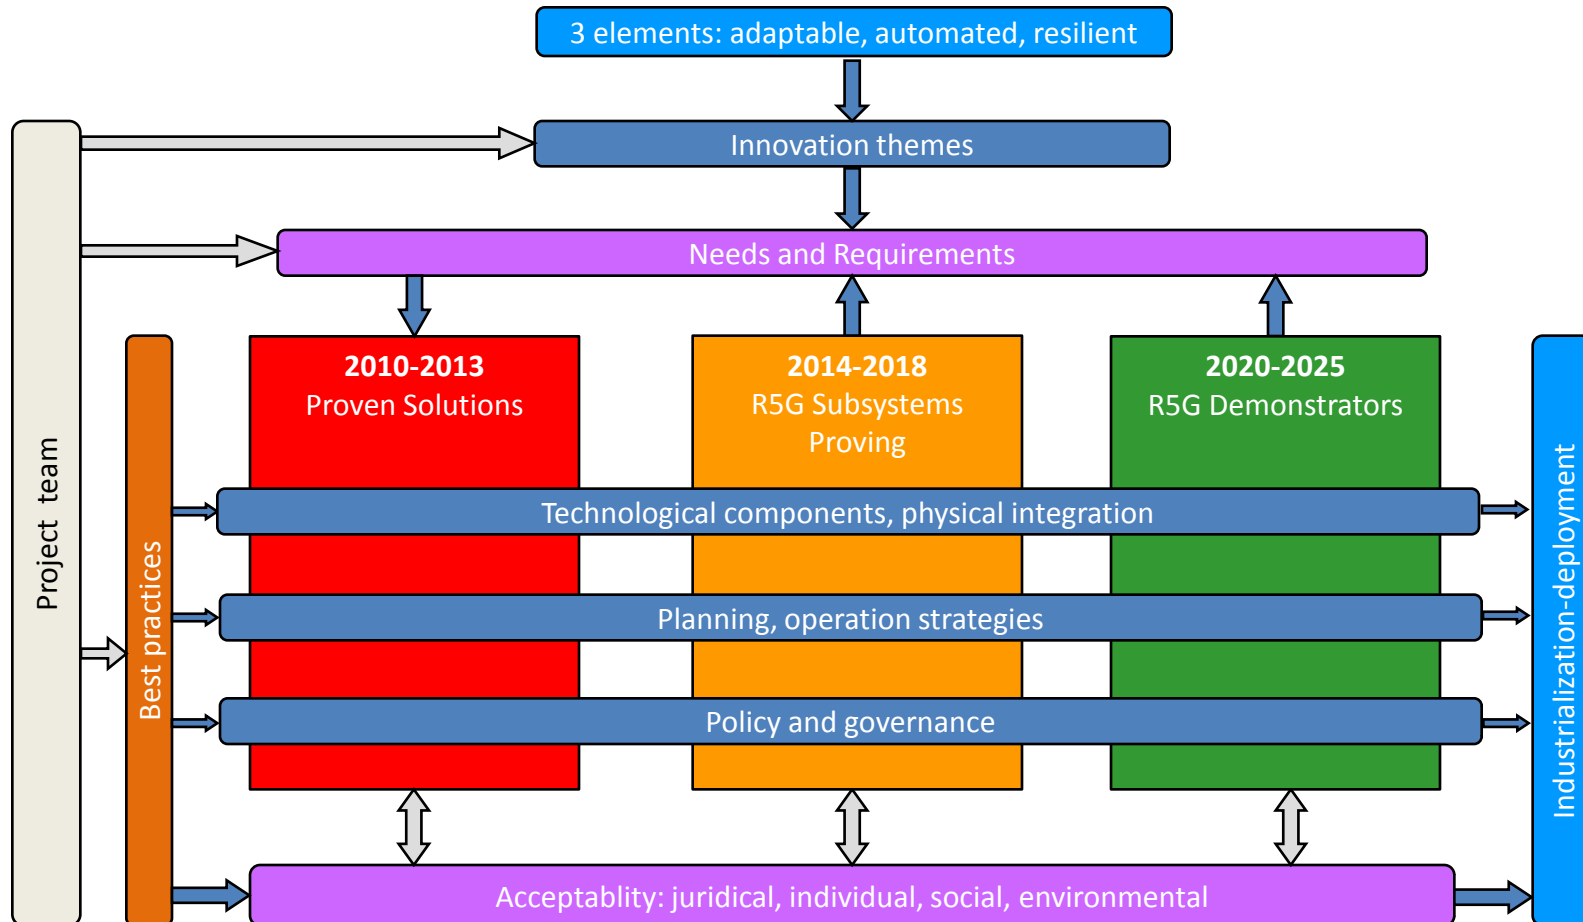 3 elements: adaptable, automated, resilient
Innovation themes
Needs and Requirements
Project team
Best practices
2010-2013
Proven Solutions
2014-2018
R5G Subsystems
Proving
2020-2025
R5G Demonstrators
Technological components, physical integration
Planning, operation strategies
Policy and governance
Industrialization-deployment
Acceptablity: juridical, individual, social, environmental